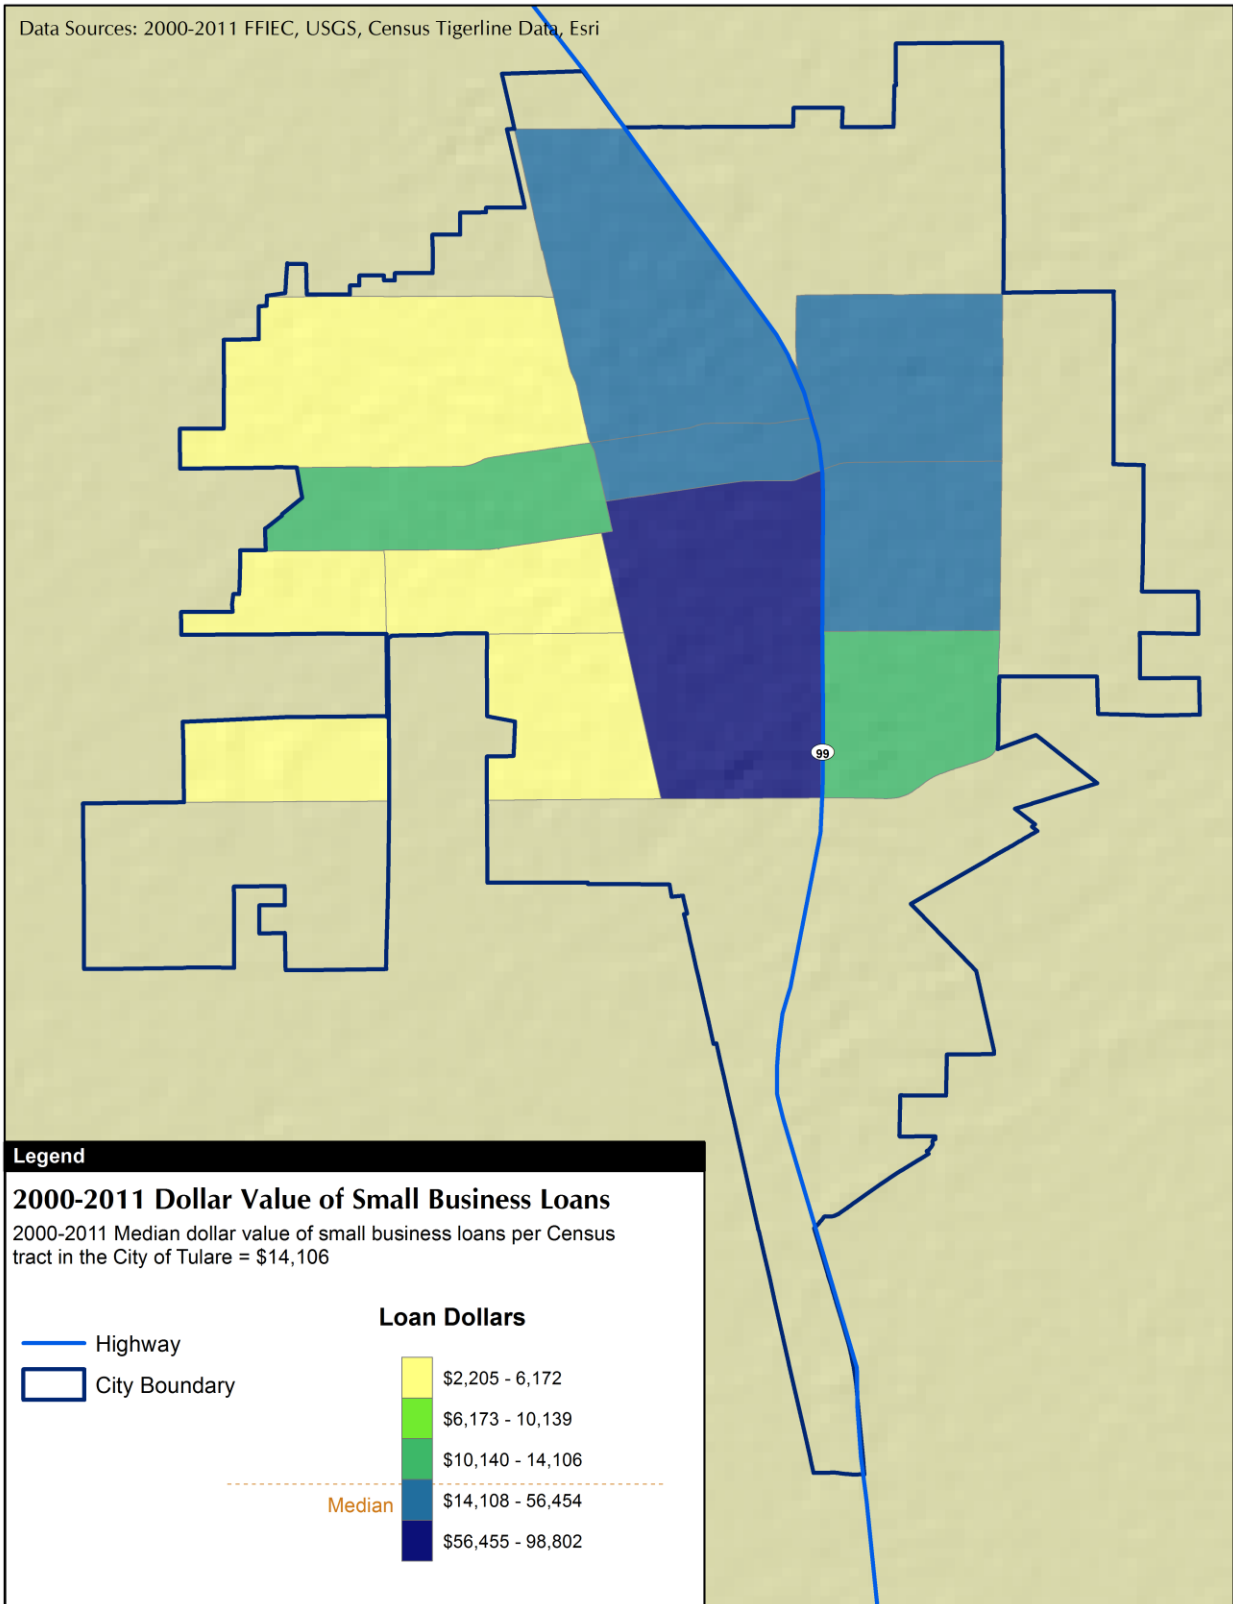 Data Sources: 2000-2011 FFIEC, USGS, Census Tigerline Data, Esri
99
Legend
2000-2011 Dollar Value of Small Business Loans
2000-2011 Median dollar value of small business loans per Census
tract in the City of Tulare = $14,106
Loan Dollars
Highway
City Boundary
$2,205 - 6,172
$6,173 - 10,139
$10,140 - 14,106
Median
$14,108 - 56,454
$56,455 - 98,802